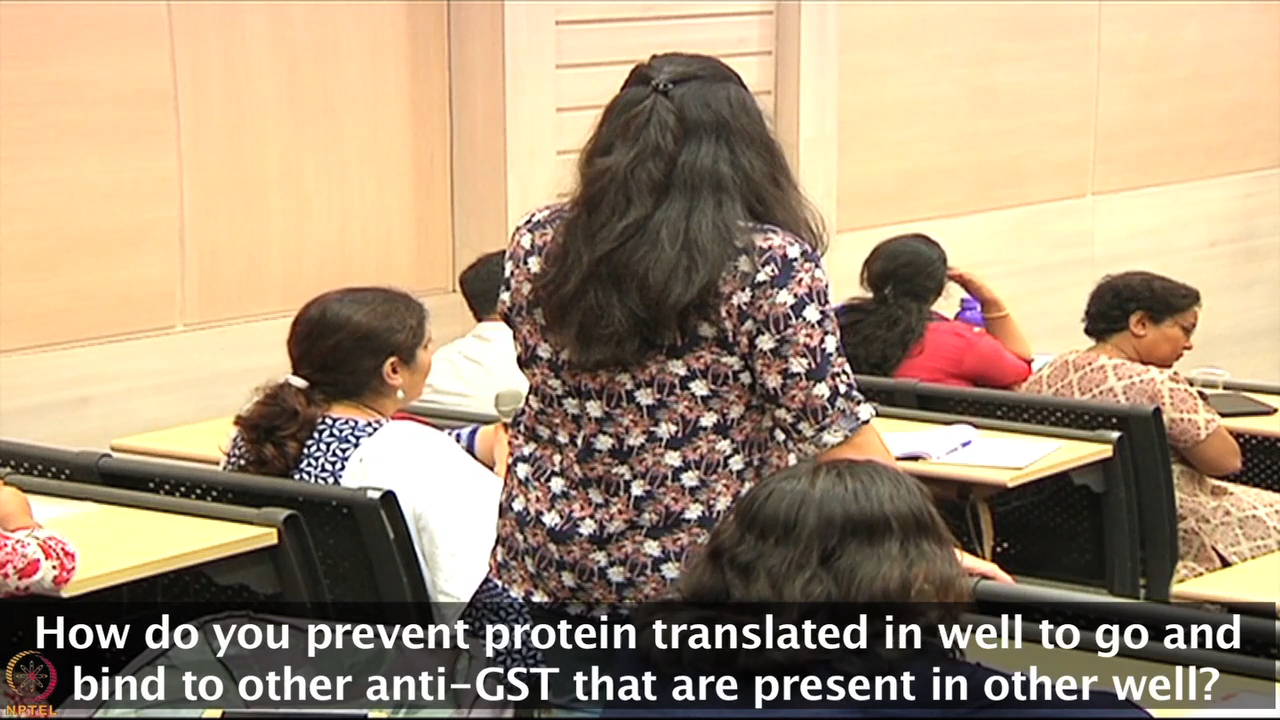 How do you prevent protein translated in well to go and
bind to other anti-GST that are present in other well?
NPTEL